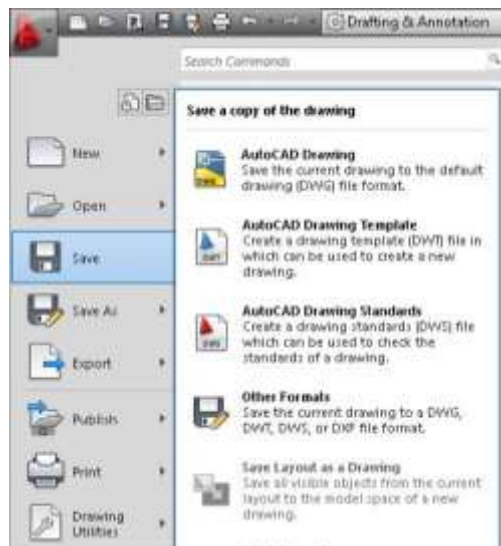 Drafting & Annotation
Search Commands
Save a copy of the drawing
New
AutoCAD Drawing
Save the current drawing to the default
drawing (DWG) file format.
Open
AutoCAD Drawing Template
Create a drawing template (DWT) file in
which can be used to create a new
drawing.
Save
AutoCAD Drawing Standards
Create a drawing standards (DWS) file
which can be used to check the
standards of a drawing.
Save As
Export
Other Formats
Save the current drawing to a DWG,
DWT, DWS, or DXF file format.
Publish
Print
Save Layout as a Drawing
Save all visible objects from the current
layout to the model space of a new
drawing.
Drawing
Utilities